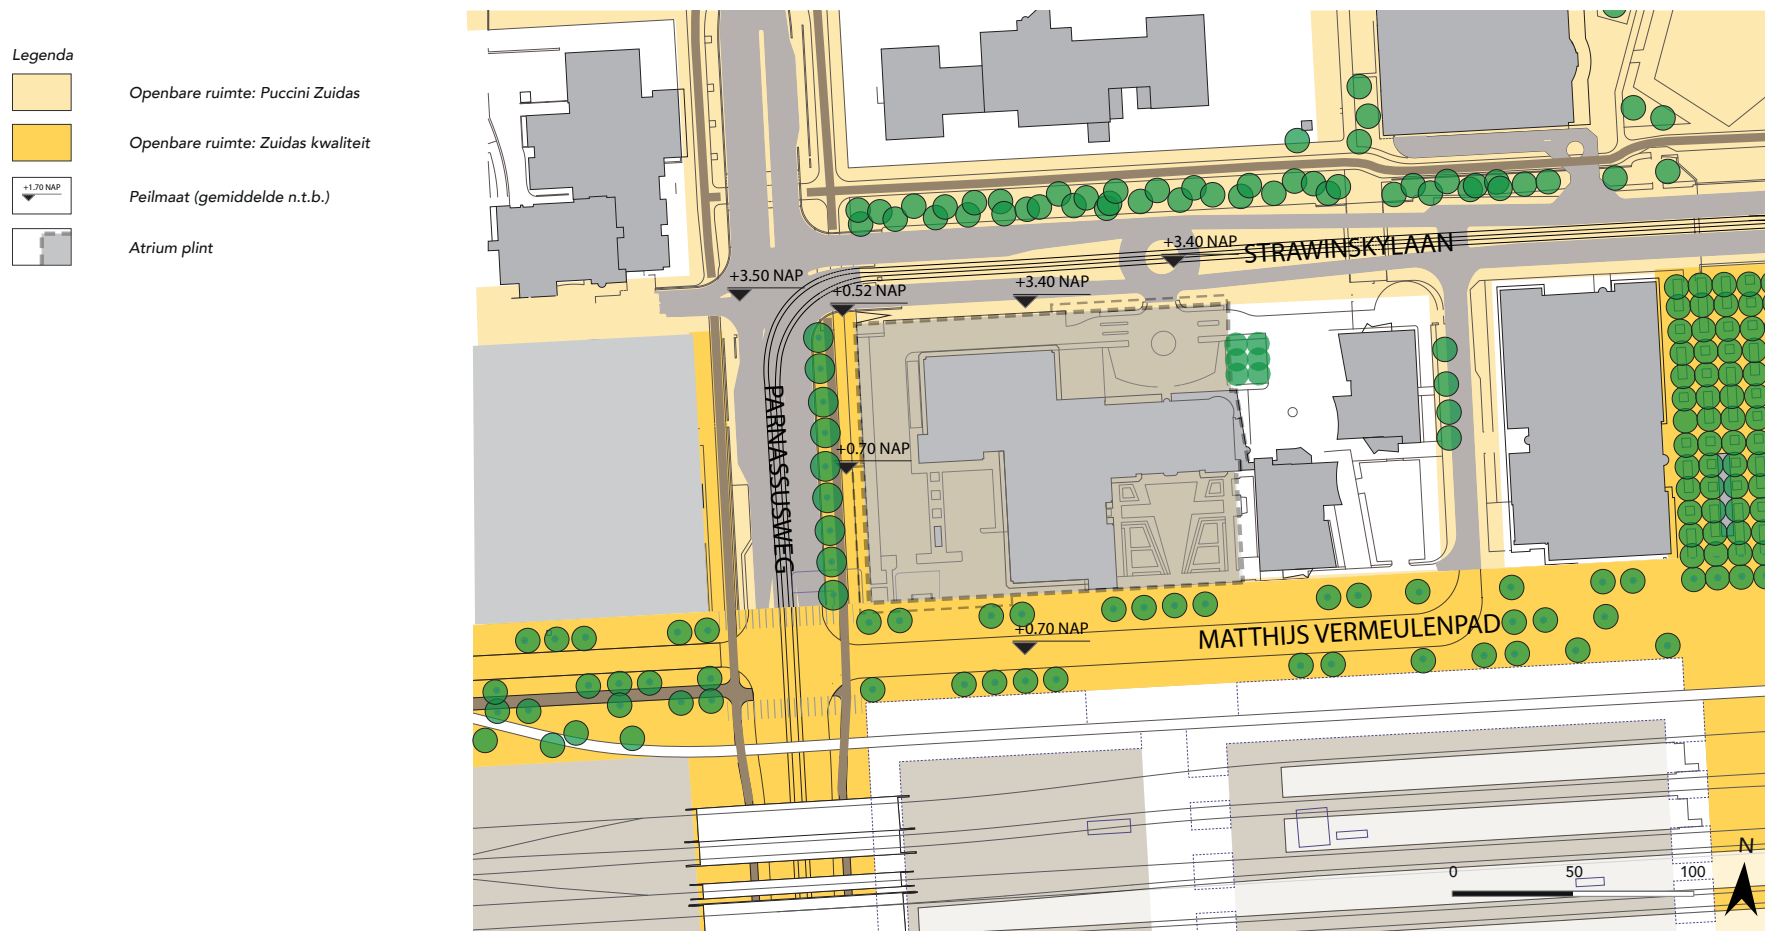 Legenda
Openbare ruimte: Puccini Zuidas
Openbare ruimte: Zuidas kwaliteit
+1.70 NAP
Peilmaat (gemiddelde n.t.b.)
Atrium plint
+3.40 NAP
STRAWINSKYLAAN
+3.50 NAP
+0.52 NAP
+3.40 NAP
PARNASSUSWEG
+0.70 NAP
+0.70 NAP
MATTHIJS VERMEULENPAD
N
0 50 100